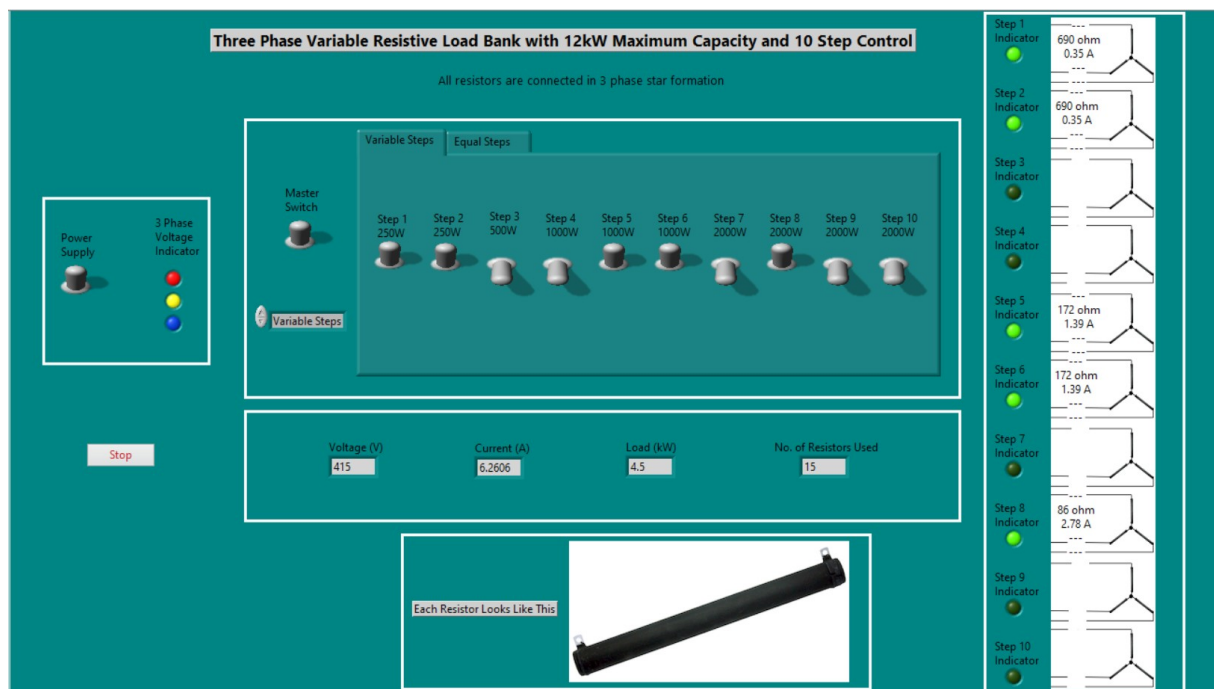 Three Phase Variable Resistive Load Bank with 12kW Maximum Capacity and 10 Step Control
All resistors are connected in 3 phase star formation
Power
Supply
3 Phase
Voltage
Indicator
Stop
Master
Switch
Variable Steps
Variable Steps
Equal Steps
Step 1
250W
Step 2
250W
Step 3
500W
Step 4
1000W
Step 5
1000W
Step 6
1000W
Step 7
2000W
Step 8
2000W
Step 9
2000W
Step 10
2000W
Voltage (V)
415
Current (A)
6.2606
Load (kW)
4.5
No. of Resistors Used
15
Each Resistor Looks Like This
Step 1
Indicator
690 ohm
0.35 A
Step 2
Indicator
690 ohm
0.35 A
Step 3
Indicator
Step 4
Indicator
Step 5
Indicator
172 ohm
1.39 A
Step 6
Indicator
172 ohm
1.39 A
Step 7
Indicator
Step 8
Indicator
86 ohm
2.78 A
Step 9
Indicator
Step 10
Indicator